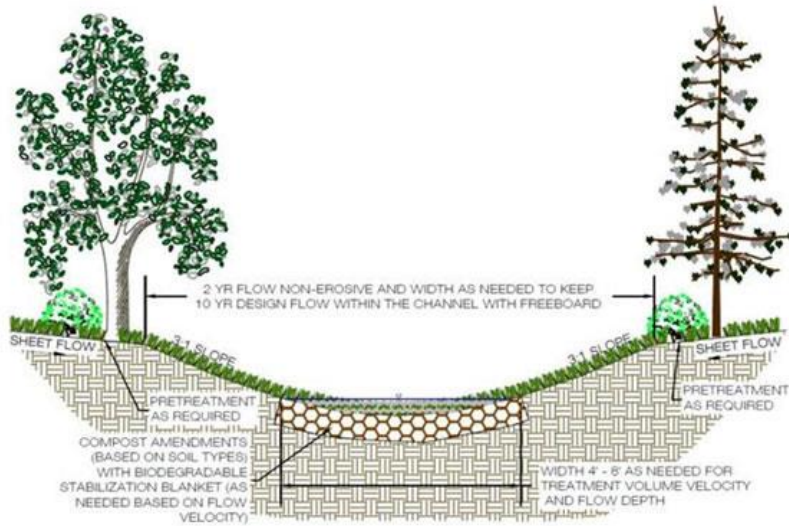 2 YR FLOW NON-EROSIVE AND WIDTH AS NEEDED TO KEEP
10 YR DESIGN FLOW WITHIN THE CHANNEL WITH FREEBOARD
SHEET FLOW
3:1 SLOPE
3:1 SLOPE
SHEET FLOW
PRETREATMENT
AS REQUIRED
PRETREATMENT
AS REQUIRED
COMPOST AMENDMENTS
(BASED ON SOIL TYPES)
WITH BIODEGRADABLE
STABILIZATION BLANKET (AS
NEEDED BASED ON FLOW
VELOCITY)
WIDTH 4' - 8' AS NEEDED FOR
TREATMENT VOLUME VELOCITY
AND FLOW DEPTH